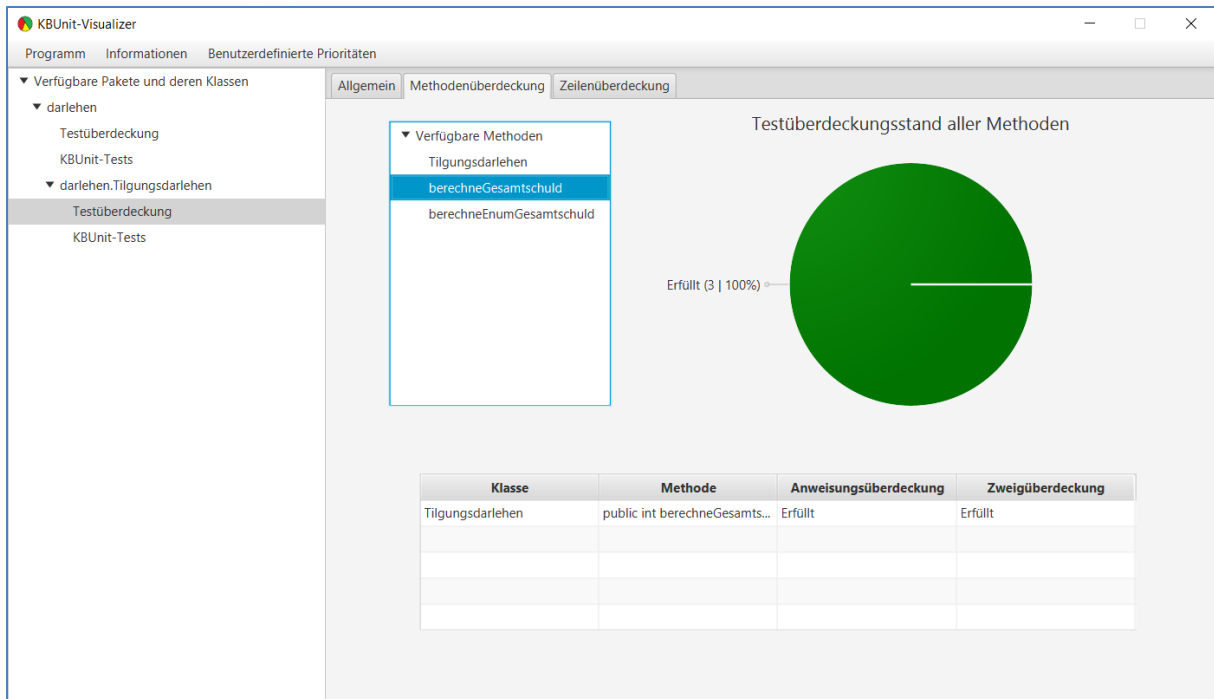 KBUnit-Visualizer
Programm Informationen Benutzerdefinierte Prioritäten
Verfügbare Pakete und deren Klassen
darlehen
Testüberdeckung
KBUnit-Tests
darlehen.Tilgungsdarlehen
Testüberdeckung
KBUnit-Tests
Allgemein Methodenüberdeckung Zeilenüberdeckung
Verfügbare Methoden
Tilgungsdarlehen
berechneGesamtschuld
berechneEnumGesamtschuld
Testüberdeckungsstand aller Methoden
Erfüllt (3 | 100%)
Klasse Methode Anweisungsüberdeckung Zweigüberdeckung
Tilgungsdarlehen public int berechneGesamts... Erfüllt Erfüllt